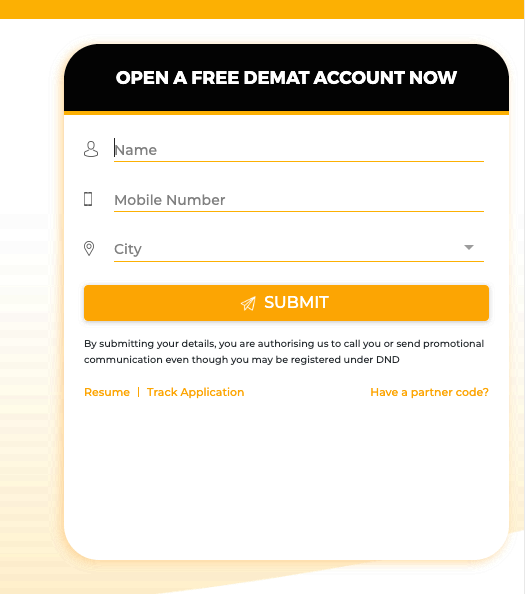 OPEN A FREE DEMAT ACCOUNT NOW
Name
Mobile Number
City
SUBMIT
By submitting your details, you are authorising us to call you or send promotional
communication even though you may be registered under DND
Resume | Track Application Have a partner code?